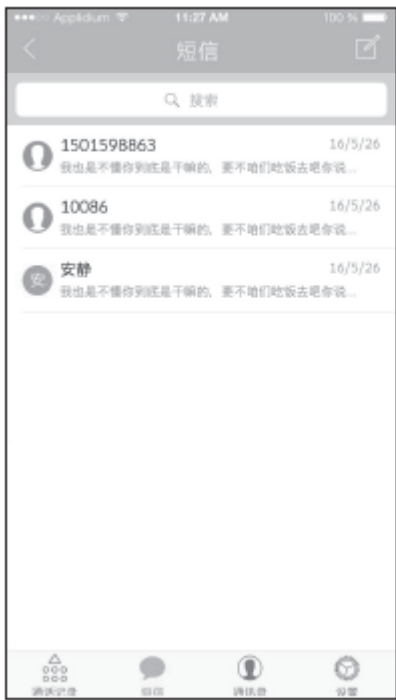 Applidium 11:27 AM 100 %
短信
搜索
1501598863 16/5/26
我也是不懂你到底是干嘛的，要不咱们吃饭去吧你说...
10086 16/5/26
我也是不懂你到底是干嘛的，要不咱们吃饭去吧你说...
安静 16/5/26
安
我也是不懂你到底是干嘛的，要不咱们吃饭去吧你说...
通话记录 短信 通讯录 设置